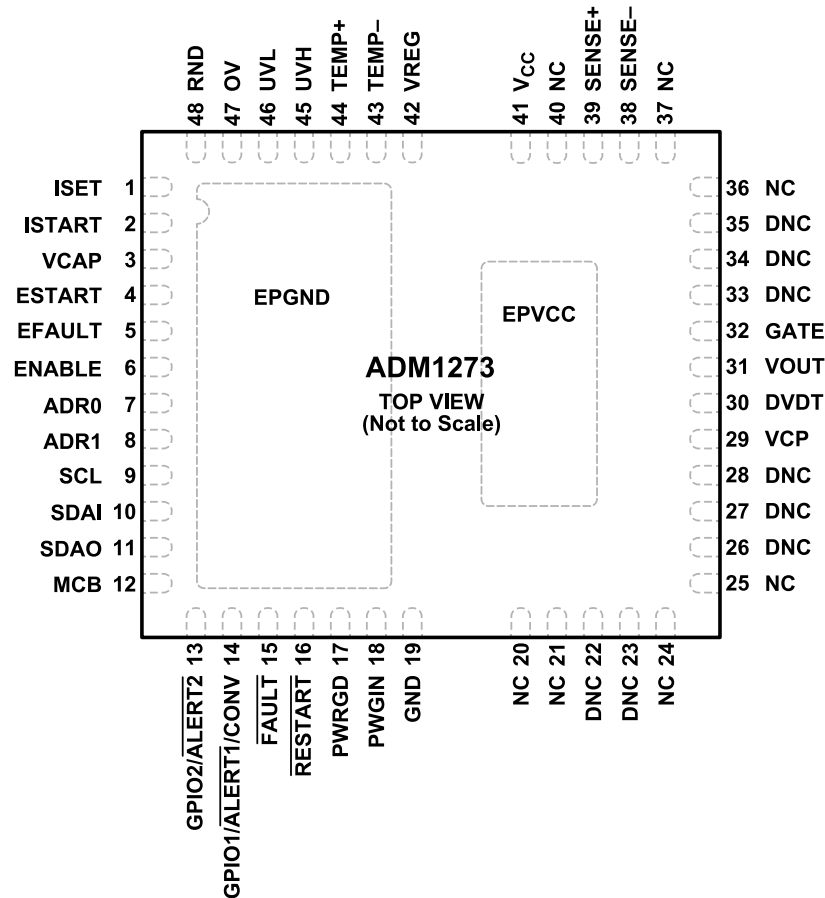 48 RND
47 OV
46 UVL
45 UVH
44 TEMP+
43 TEMP–
42 VREG
41 VCC
40 NC
39 SENSE+
38 SENSE–
37 NC
ISET 1
ISTART 2
VCAP 3
ESTART 4
EFAULT 5
ENABLE 6
ADR0 7
ADR1 8
SCL 9
SDAI 10
SDAO 11
MCB 12
EPGND
EPVCC
ADM1273
TOP VIEW
(Not to Scale)
36 NC
35 DNC
34 DNC
33 DNC
32 GATE
31 VOUT
30 DVDT
29 VCP
28 DNC
27 DNC
26 DNC
25 NC
GPIO2/ALERT2 13
GPIO1/ALERT1/CONV 14
FAULT 15
RESTART 16
PWRGD 17
PWGIN 18
GND 19
NC 20
NC 21
DNC 22
DNC 23
NC 24